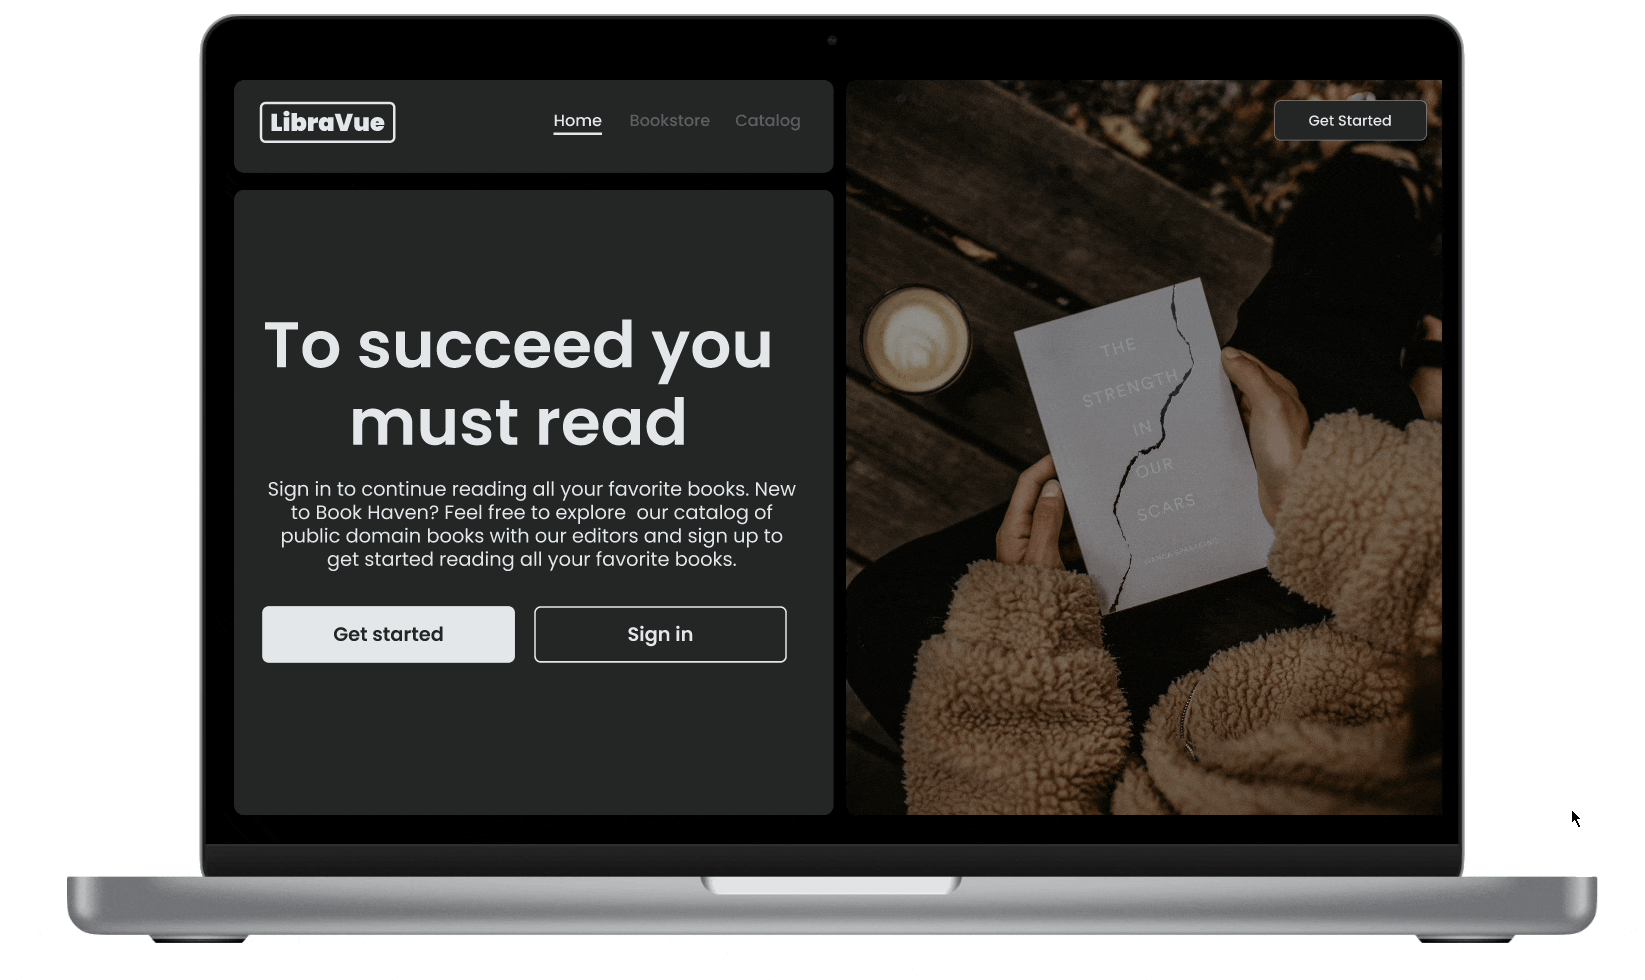 LibraVue
Home Bookstore Catalog
Get Started
To succeed you
must read
Sign in to continue reading all your favorite books. New
to Book Haven? Feel free to explore  our catalog of
public domain books with our editors and sign up to
get started reading all your favorite books.
Get started
Sign in
THE
STRENGTH
IN
OUR
SCARS